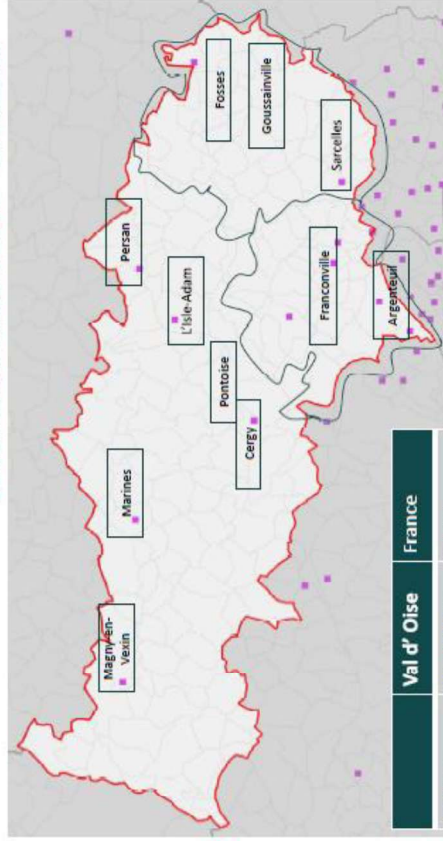 Magny-en-
Vexin
Marines
Persan
L'Isle-Adam
Pontoise
Cergy
Fosses
Goussainville
Sarcelles
Franconville
Argenteuil
Val d' Oise
France